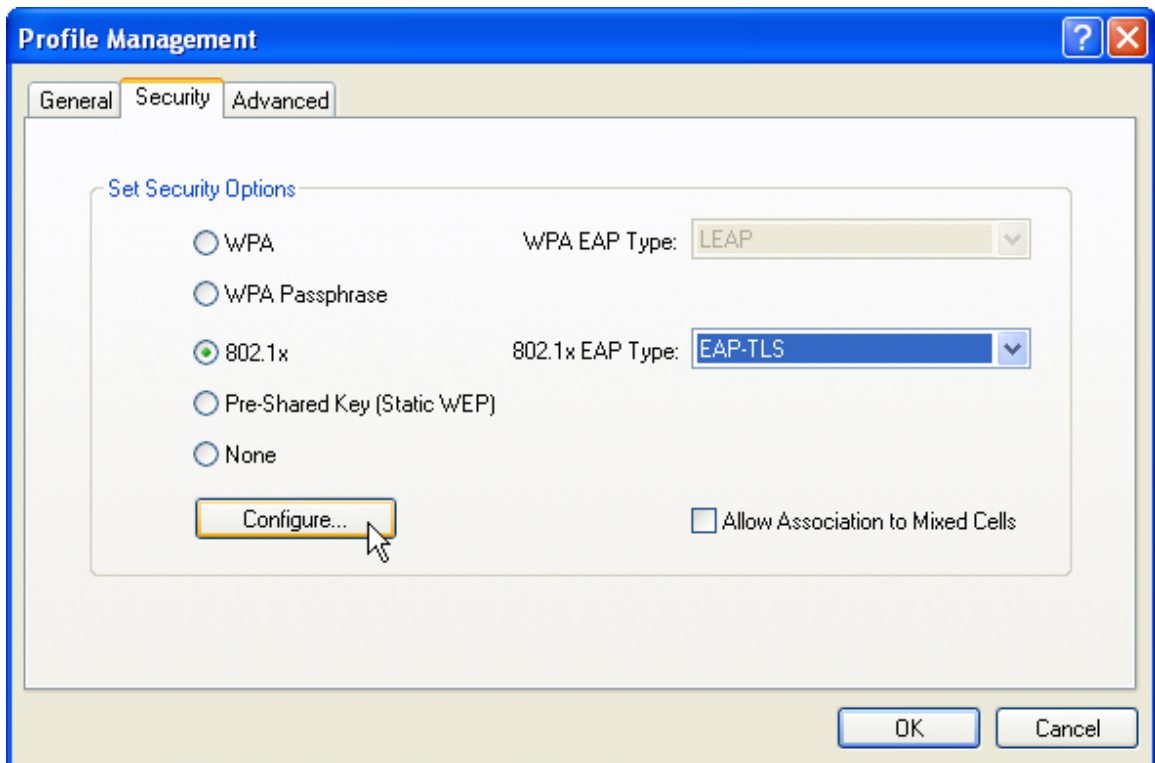 Profile Management
General Security Advanced
Set Security Options
WPA WPA EAP Type: LEAP
WPA Passphrase
802.1x 802.1x EAP Type: EAP-TLS
Pre-Shared Key (Static WEP)
None
Configure... Allow Association to Mixed Cells
OK Cancel